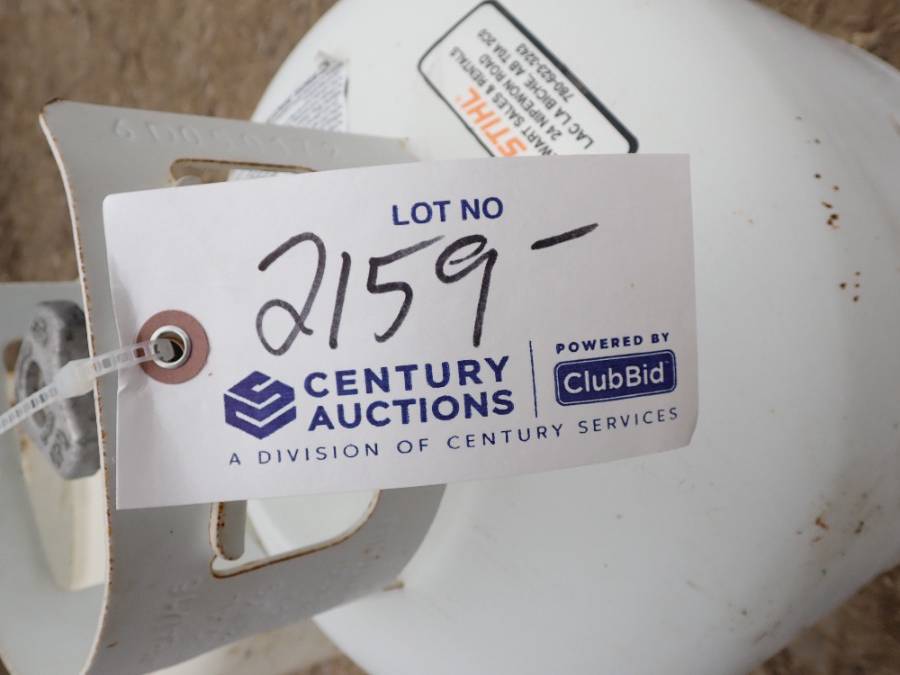 LOT NO
2159-
CENTURY
AUCTIONS
A DIVISION OF CENTURY SERVICES
POWERED BY
ClubBid
STIHL
WART SALES & RENTALS
24 NIPEWON ROAD
LAC LA BICHE, AB T0A 2C0
780-623-3243